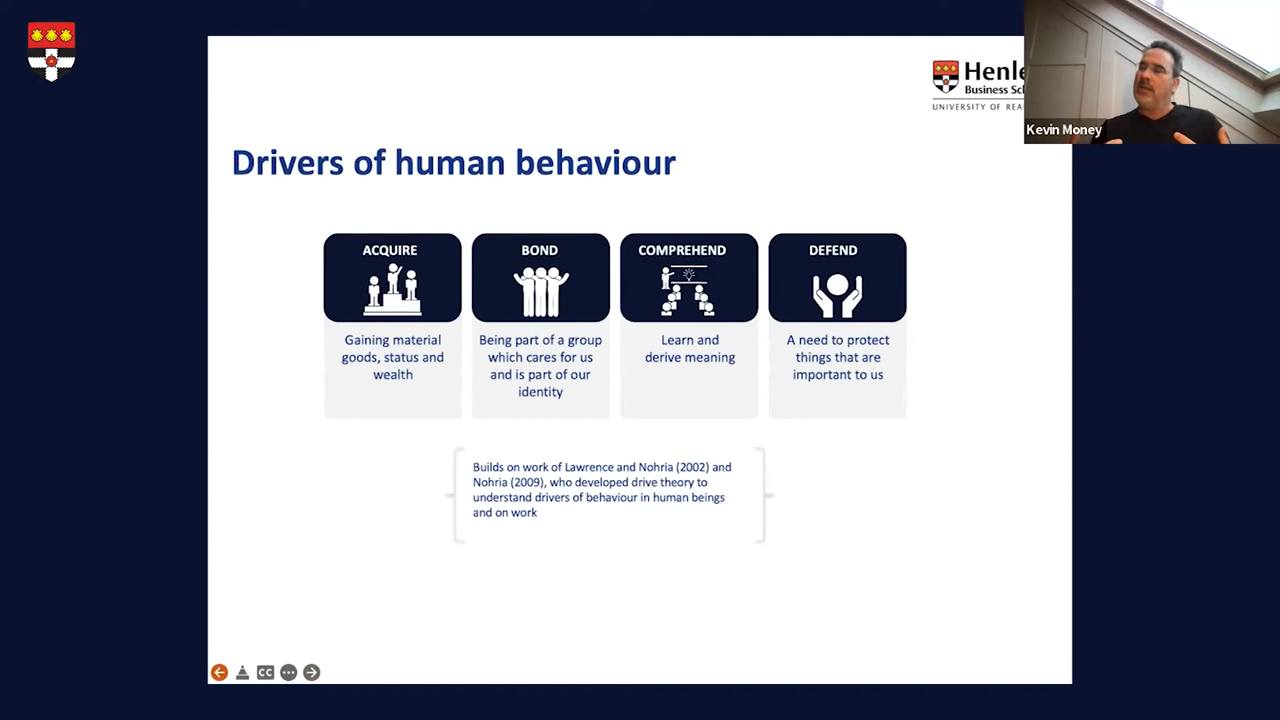 Henle
Business Sc
UNIVERSITY OF REA
Kevin Money
Drivers of human behaviour
ACQUIRE
Gaining material
goods, status and
wealth
BOND
Being part of a group
which cares for us
and is part of our
identity
COMPREHEND
Learn and
derive meaning
DEFEND
A need to protect
things that are
important to us
Builds on work of Lawrence and Nohria (2002) and
Nohria (2009), who developed drive theory to
understand drivers of behaviour in human beings
and on work
CC